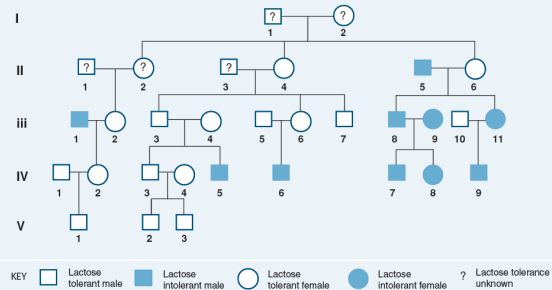 I
? ?
1 2
II
? ? ?
1 2 3 4 5 6
iii
1 2 3 4 5 6 7 8 9 10 11
IV
1 2 3 4 5 6 7 8 9
V
1 2 3
KEY Lactose tolerant male Lactose intolerant male Lactose tolerant female Lactose intolerant female ? Lactose tolerance unknown